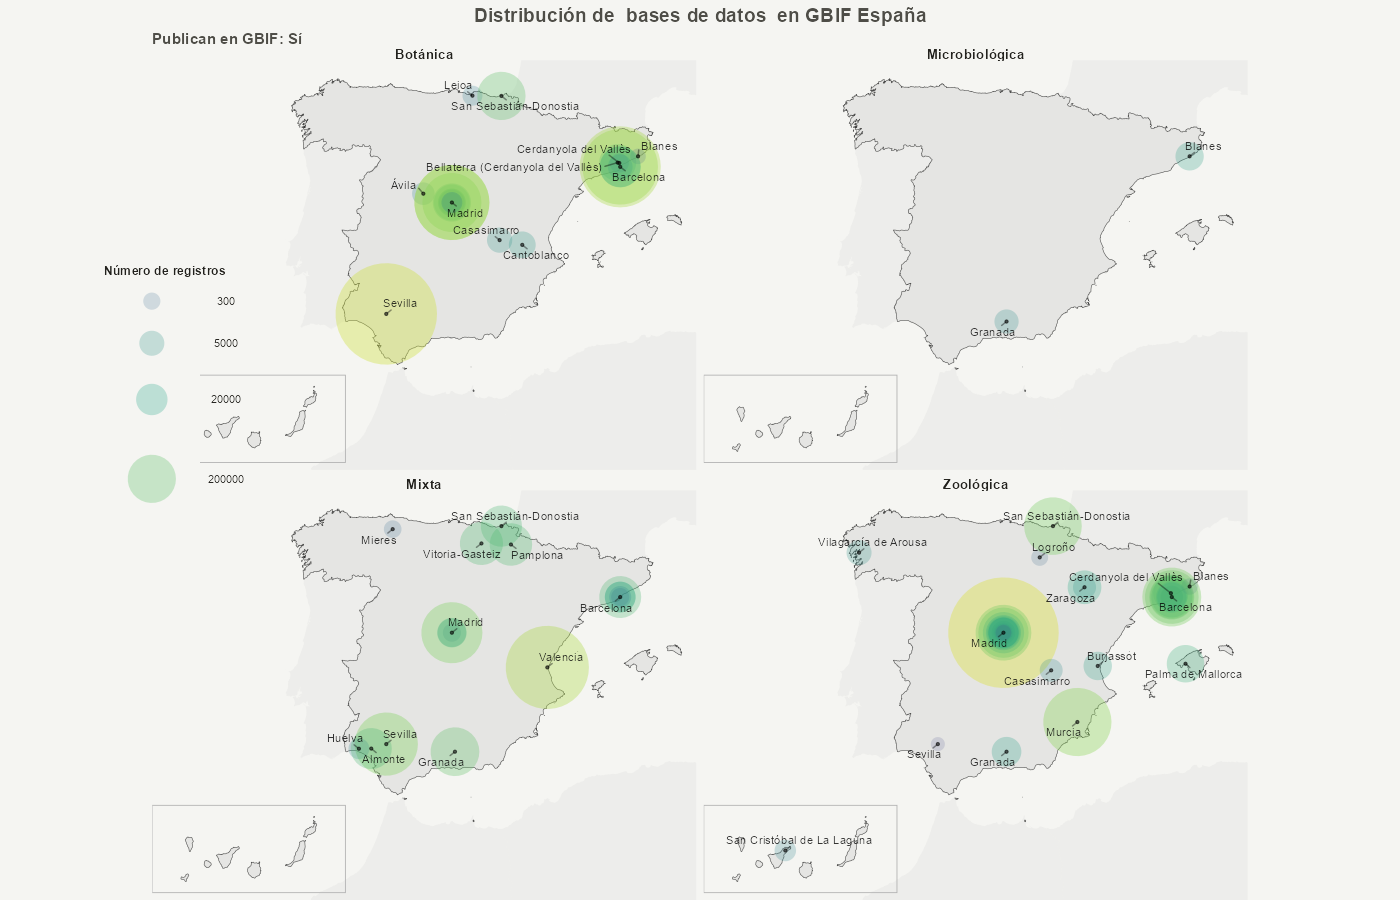 Distribución de  bases de datos  en GBIF España
Publican en GBIF: Sí
Botánica
Leioa
San Sebastián-Donostia
Cerdanyola del Vallès
Blanes
Bellaterra (Cerdanyola del Vallès)
Barcelona
Ávila
Madrid
Casasimarro
Cantoblanco
Sevilla
Microbiológica
Blanes
Granada
Número de registros
300
5000
20000
200000
Mixta
San Sebastián-Donostia
Mieres
Vitoria-Gasteiz
Pamplona
Barcelona
Madrid
Valencia
Huelva
Sevilla
Almonte
Granada
Zoológica
San Sebastián-Donostia
Vilagarcía de Arousa
Logroño
Cerdanyola del Vallès
Blanes
Zaragoza
Barcelona
Madrid
Burjassot
Casasimarro
Palma de Mallorca
Murcia
Sevilla
Granada
San Cristóbal de La Laguna